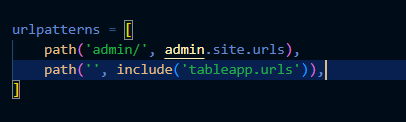 urlpatterns = [
    path('admin/', admin.site.urls),
    path('', include('tableapp.urls')),
]